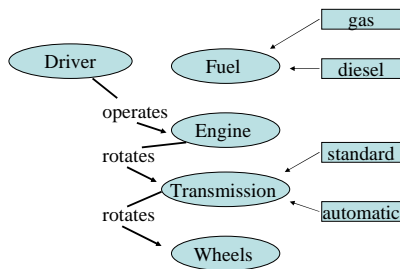 gas
Driver
Fuel
diesel
operates
Engine
rotates
standard
Transmission
rotates
automatic
Wheels